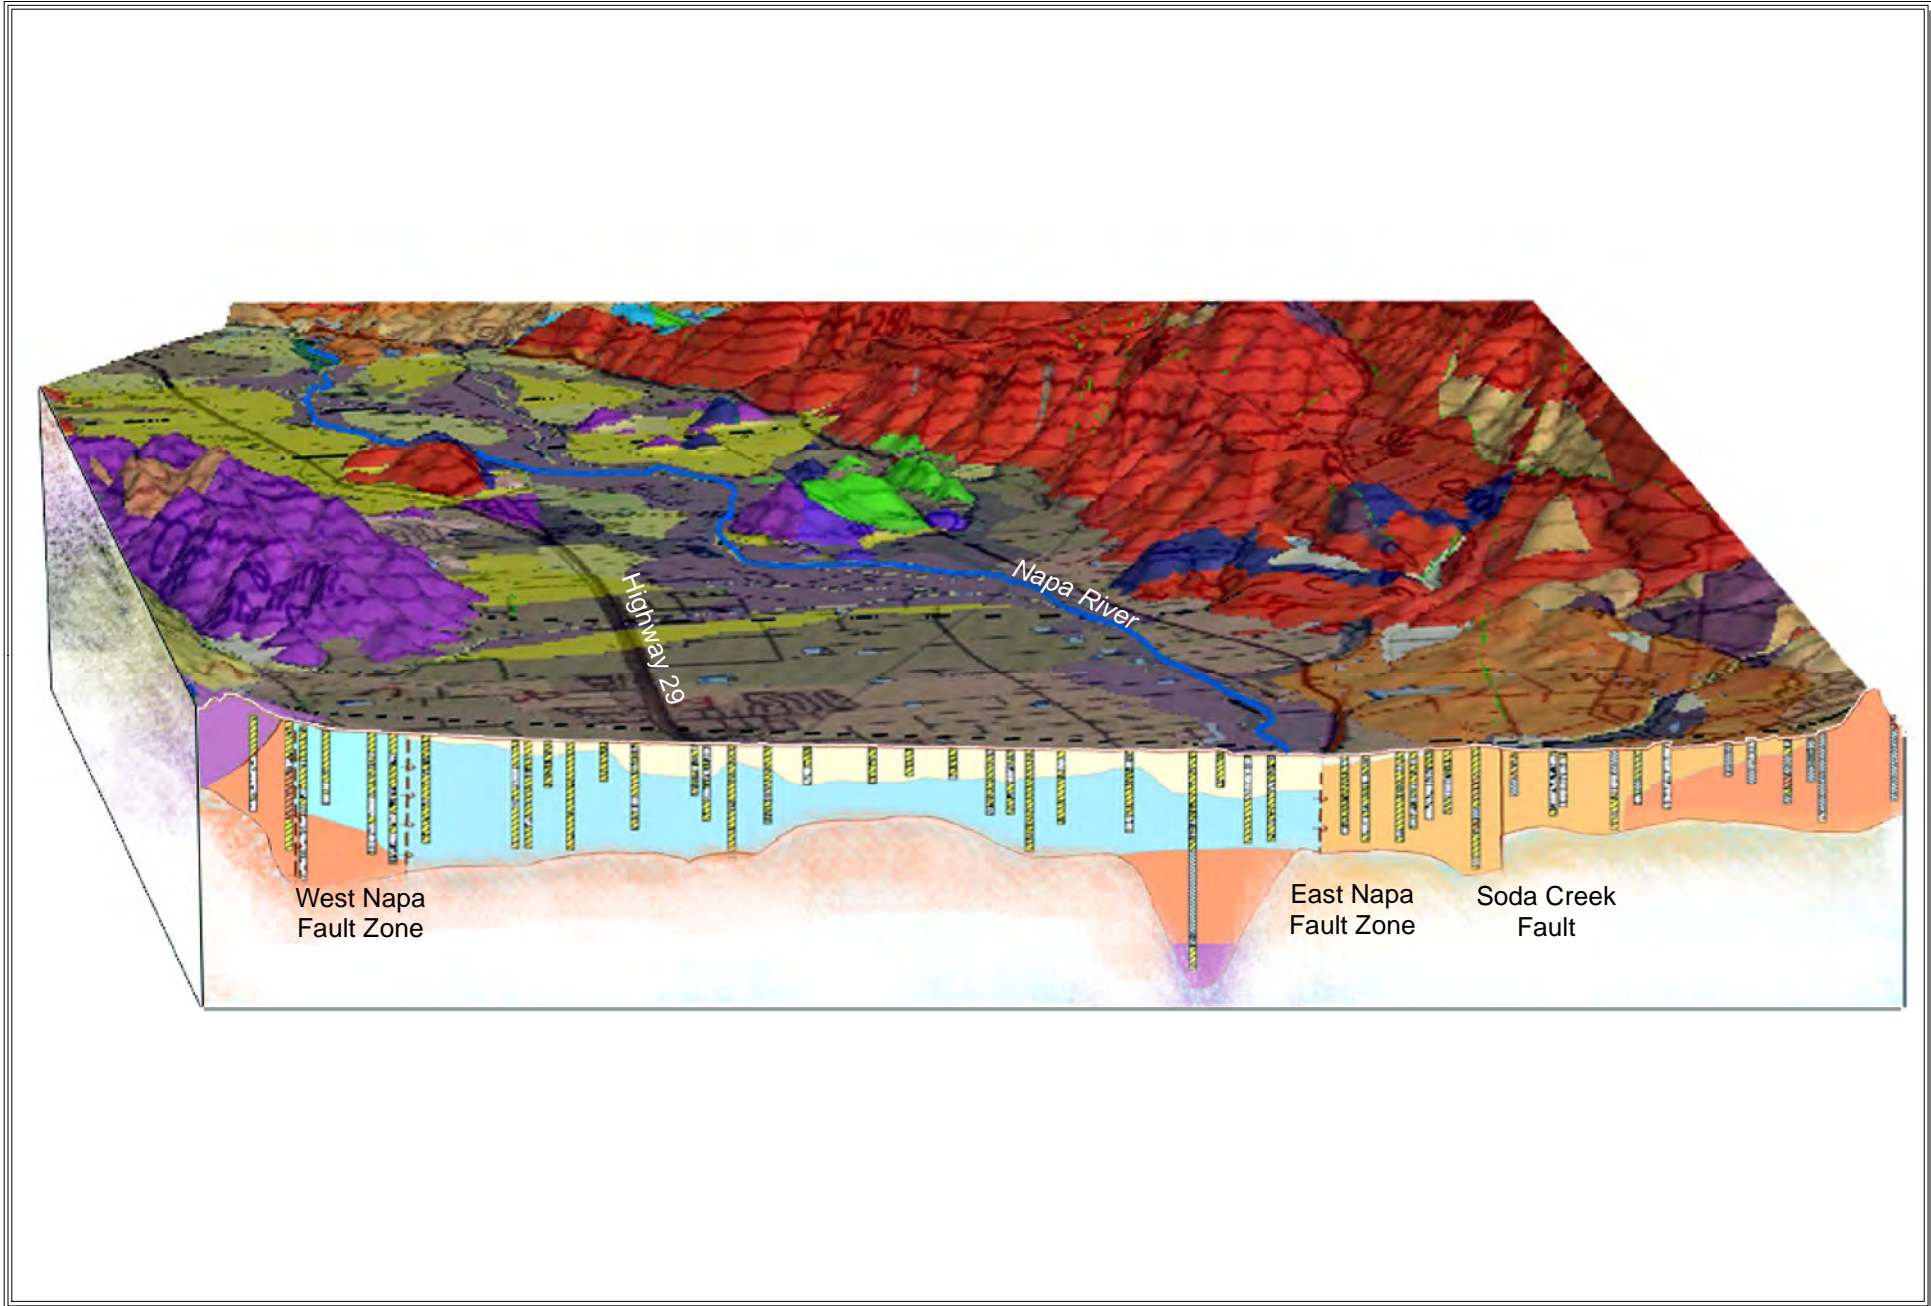 Highway 29
Napa River
West Napa
Fault Zone
East Napa
Fault Zone
Soda Creek
Fault